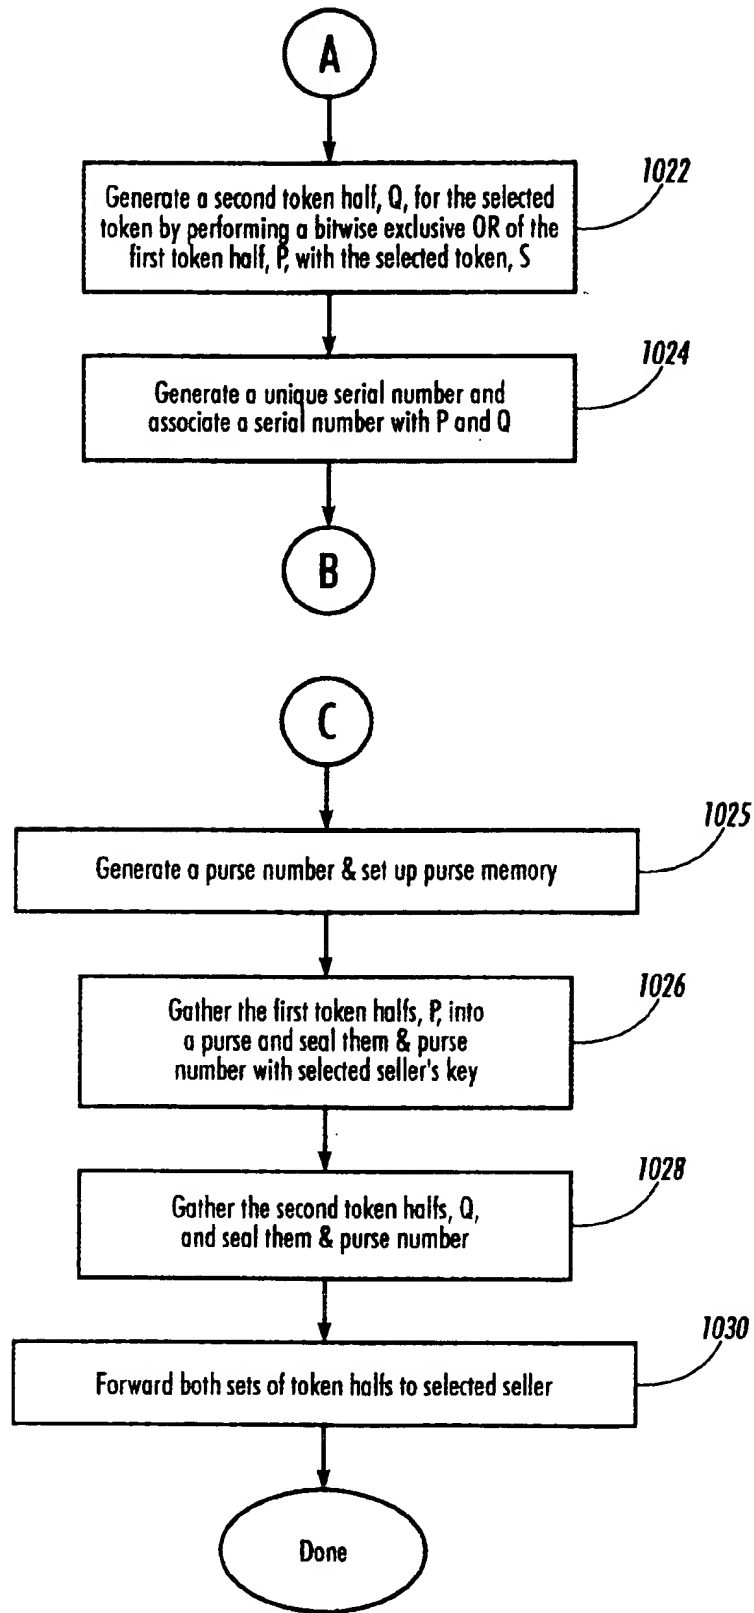 A
1022
Generate a second token half, Q, for the selected
token by performing a bitwise exclusive OR of the
first token half, P, with the selected token, S
1024
Generate a unique serial number and
associate a serial number with P and Q
B
C
1025
Generate a purse number & set up purse memory
1026
Gather the first token halfs, P, into
a purse and seal them & purse
number with selected seller's key
1028
Gather the second token halfs, Q,
and seal them & purse number
1030
Forward both sets of token halfs to selected seller
Done